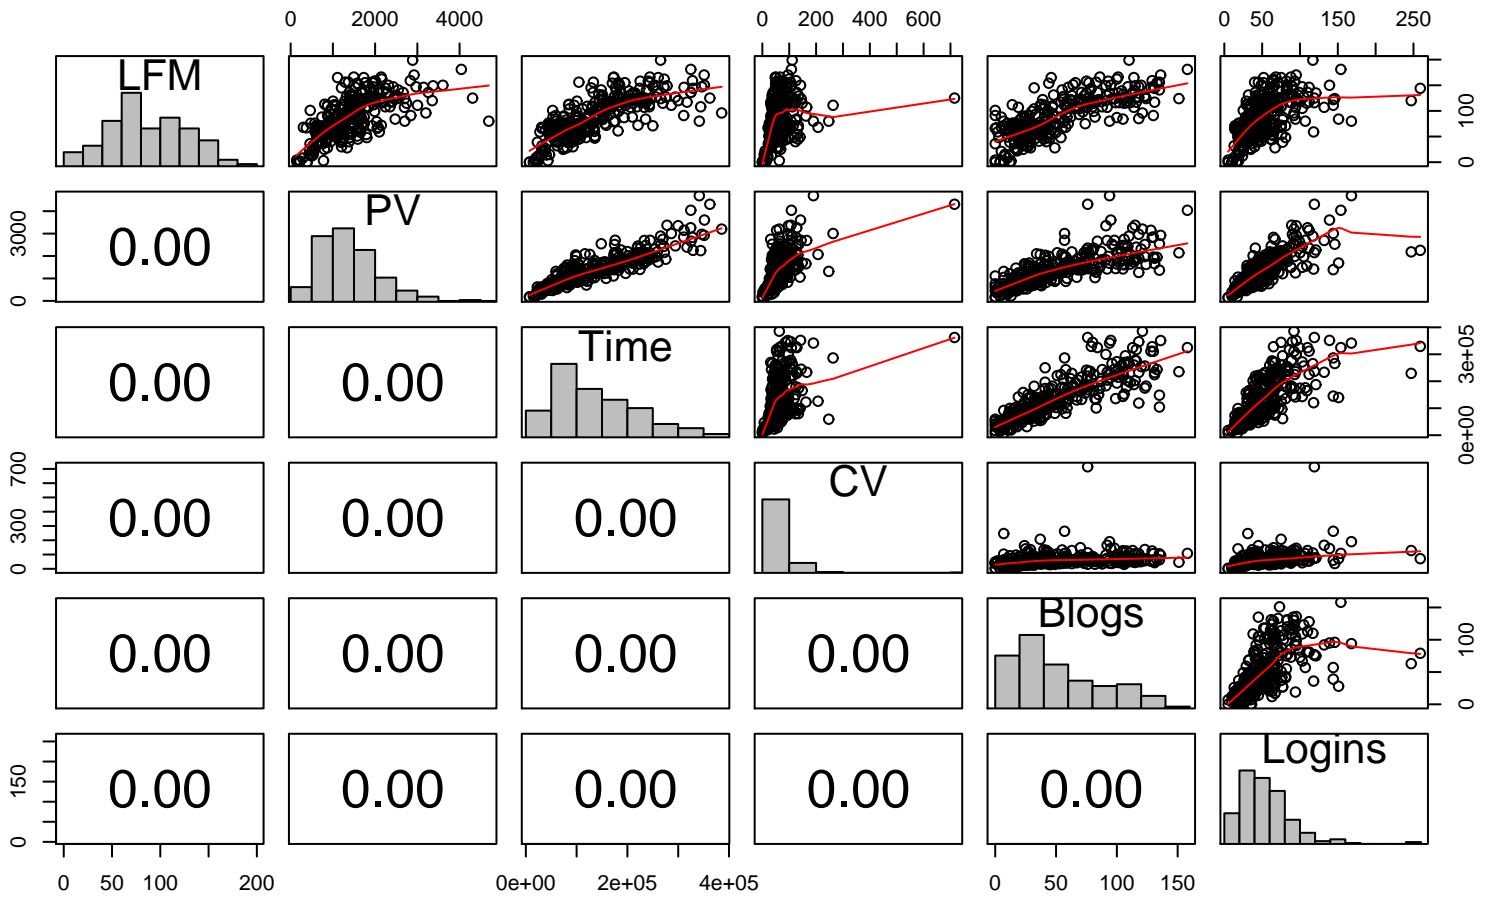 0 2000 4000 0 200 600 0 50 150 250
LFM 0 100
0 3000 PV
0.00
Time 0e+00 3e+05
0.00 0.00
0 300 700 CV
0.00 0.00 0.00
Blogs 0 100
0.00 0.00 0.00 0.00
0 150 Logins
0.00 0.00 0.00 0.00 0.00
0 50 100 200 0e+00 2e+05 4e+05 0 50 100 150